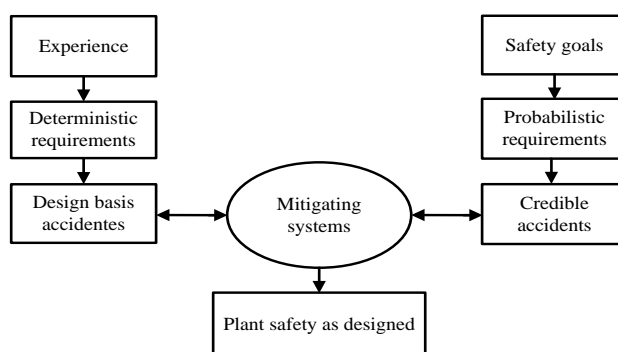 Experience
Safety goals
Deterministic
requirements
Probabilistic
requirements
Design basis
accidentes
Mitigating
systems
Credible
accidents
Plant safety as designed